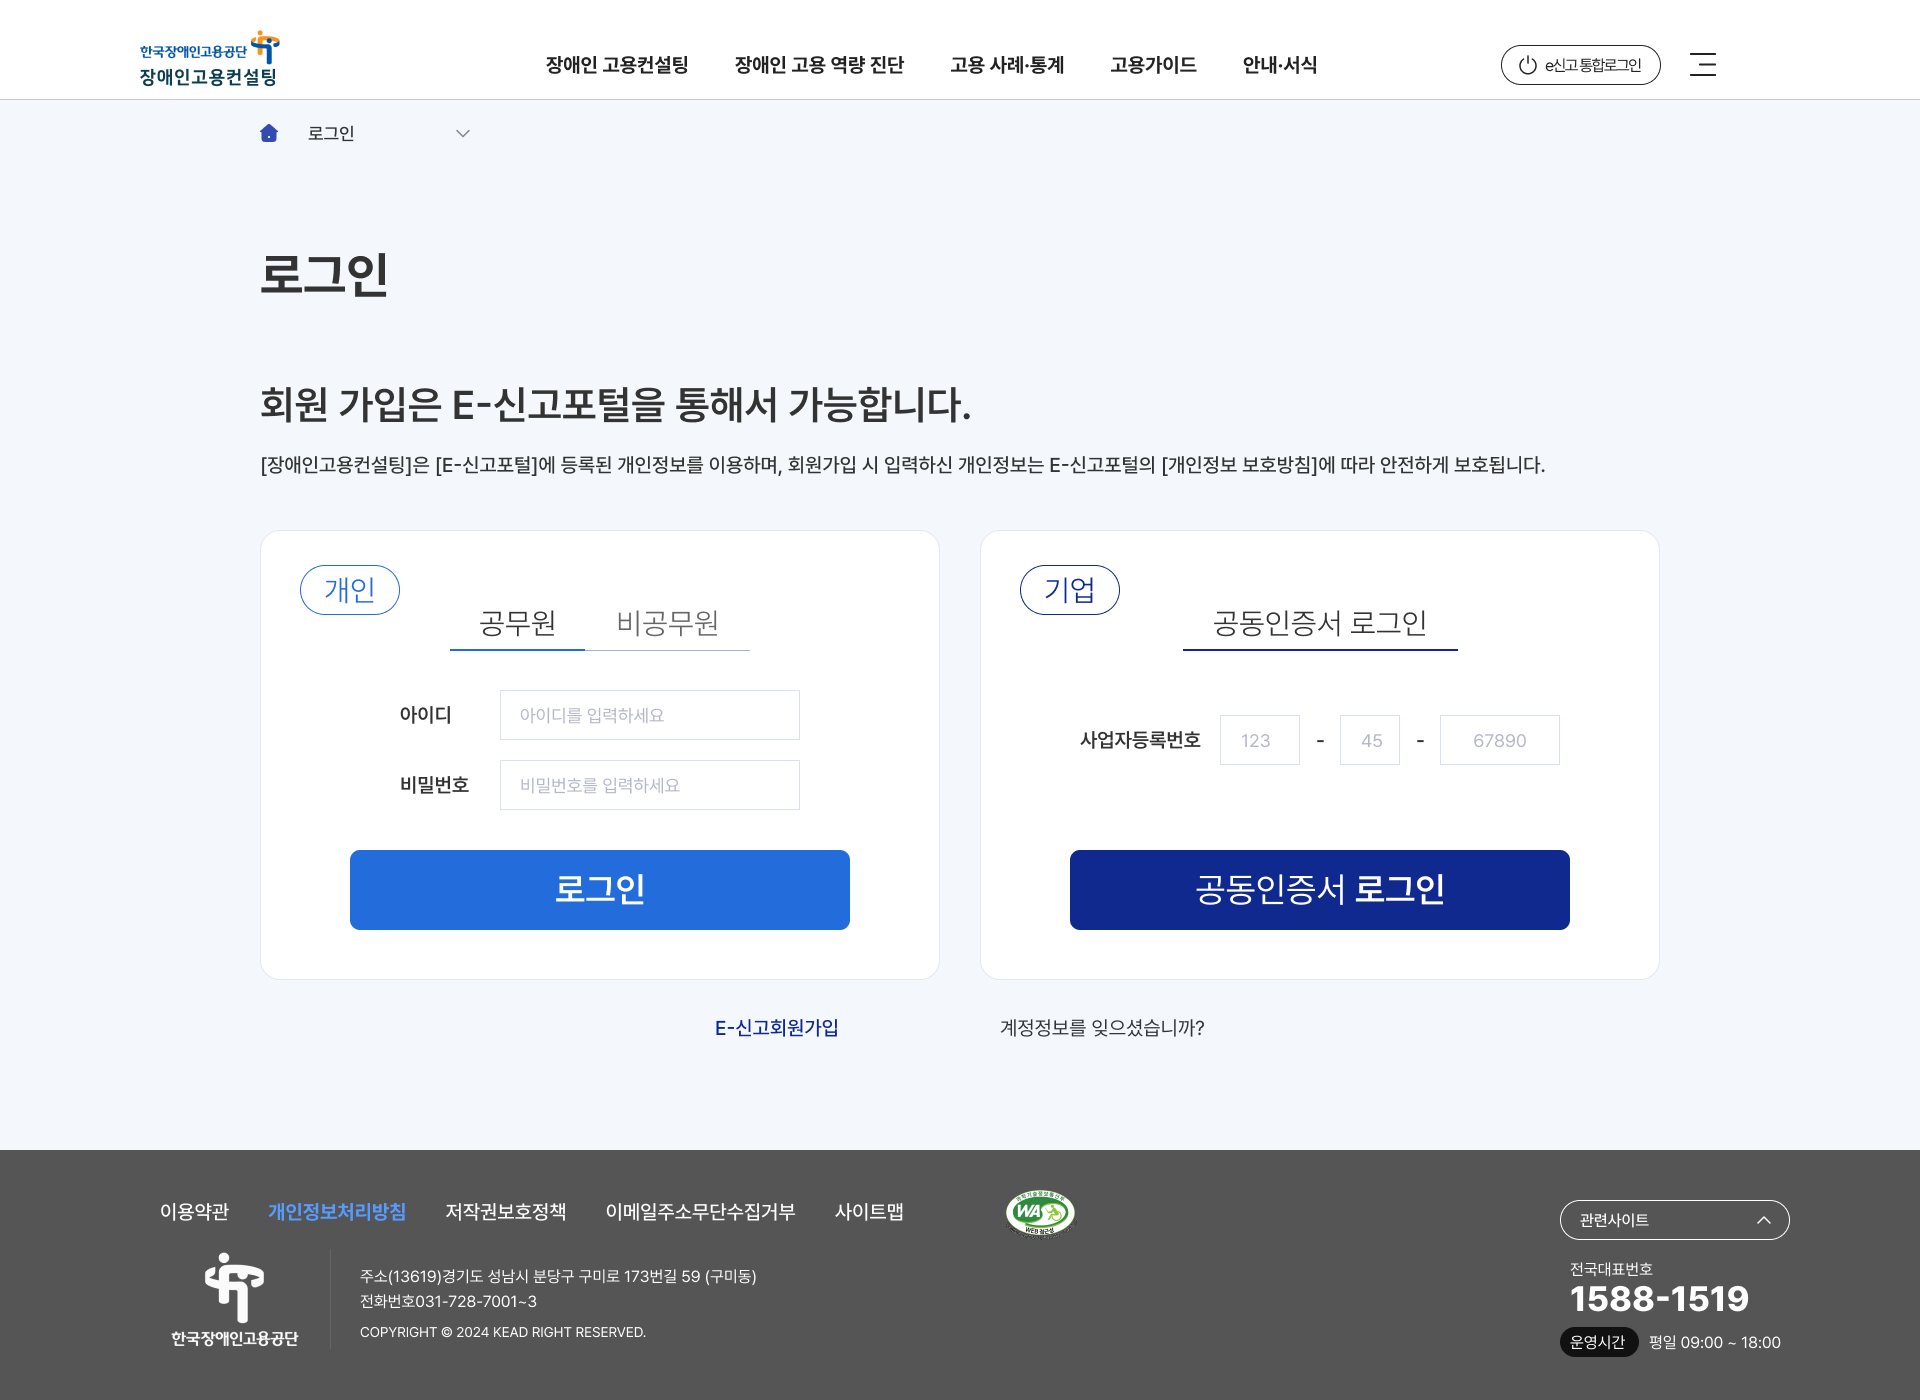 한국장애인고용공단
장애인고용컨설팅
장애인 고용컨설팅 장애인 고용 역량 진단 고용 사례·통계 고용가이드 안내·서식
e신고 통합로그인
로그인
로그인
회원 가입은 E-신고포털을 통해서 가능합니다.
[장애인고용컨설팅]은 [E-신고포털]에 등록된 개인정보를 이용하며, 회원가입 시 입력하신 개인정보는 E-신고포털의 [개인정보 보호방침]에 따라 안전하게 보호됩니다.
개인
공무원 비공무원
아이디 아이디를 입력하세요
비밀번호 비밀번호를 입력하세요
로그인
기업
공동인증서 로그인
사업자등록번호 123 - 45 - 67890
공동인증서 로그인
E-신고회원가입 계정정보를 잊으셨습니까?
이용약관 개인정보처리방침 저작권보호정책 이메일주소무단수집거부 사이트맵
WA
WEB 접근성
한국장애인고용공단
주소(13619)경기도 성남시 분당구 구미로 173번길 59 (구미동)
전화번호031-728-7001~3
COPYRIGHT © 2024 KEAD RIGHT RESERVED.
관련사이트
전국대표번호
1588-1519
운영시간 평일 09:00 ~ 18:00